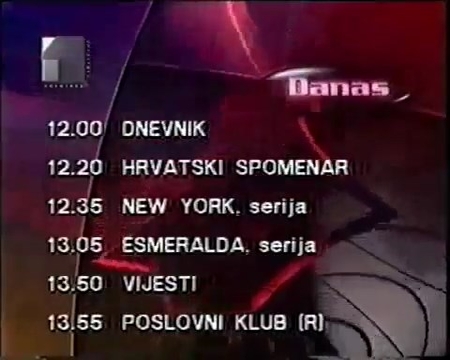 Danas
12.00 DNEVNIK
12.20 HRVATSKI SPOMENAR
12.35 NEW YORK, serija
13.05 ESMERALDA, serija
13.50 VIJESTI
13.55 POSLOVNI KLUB (R)